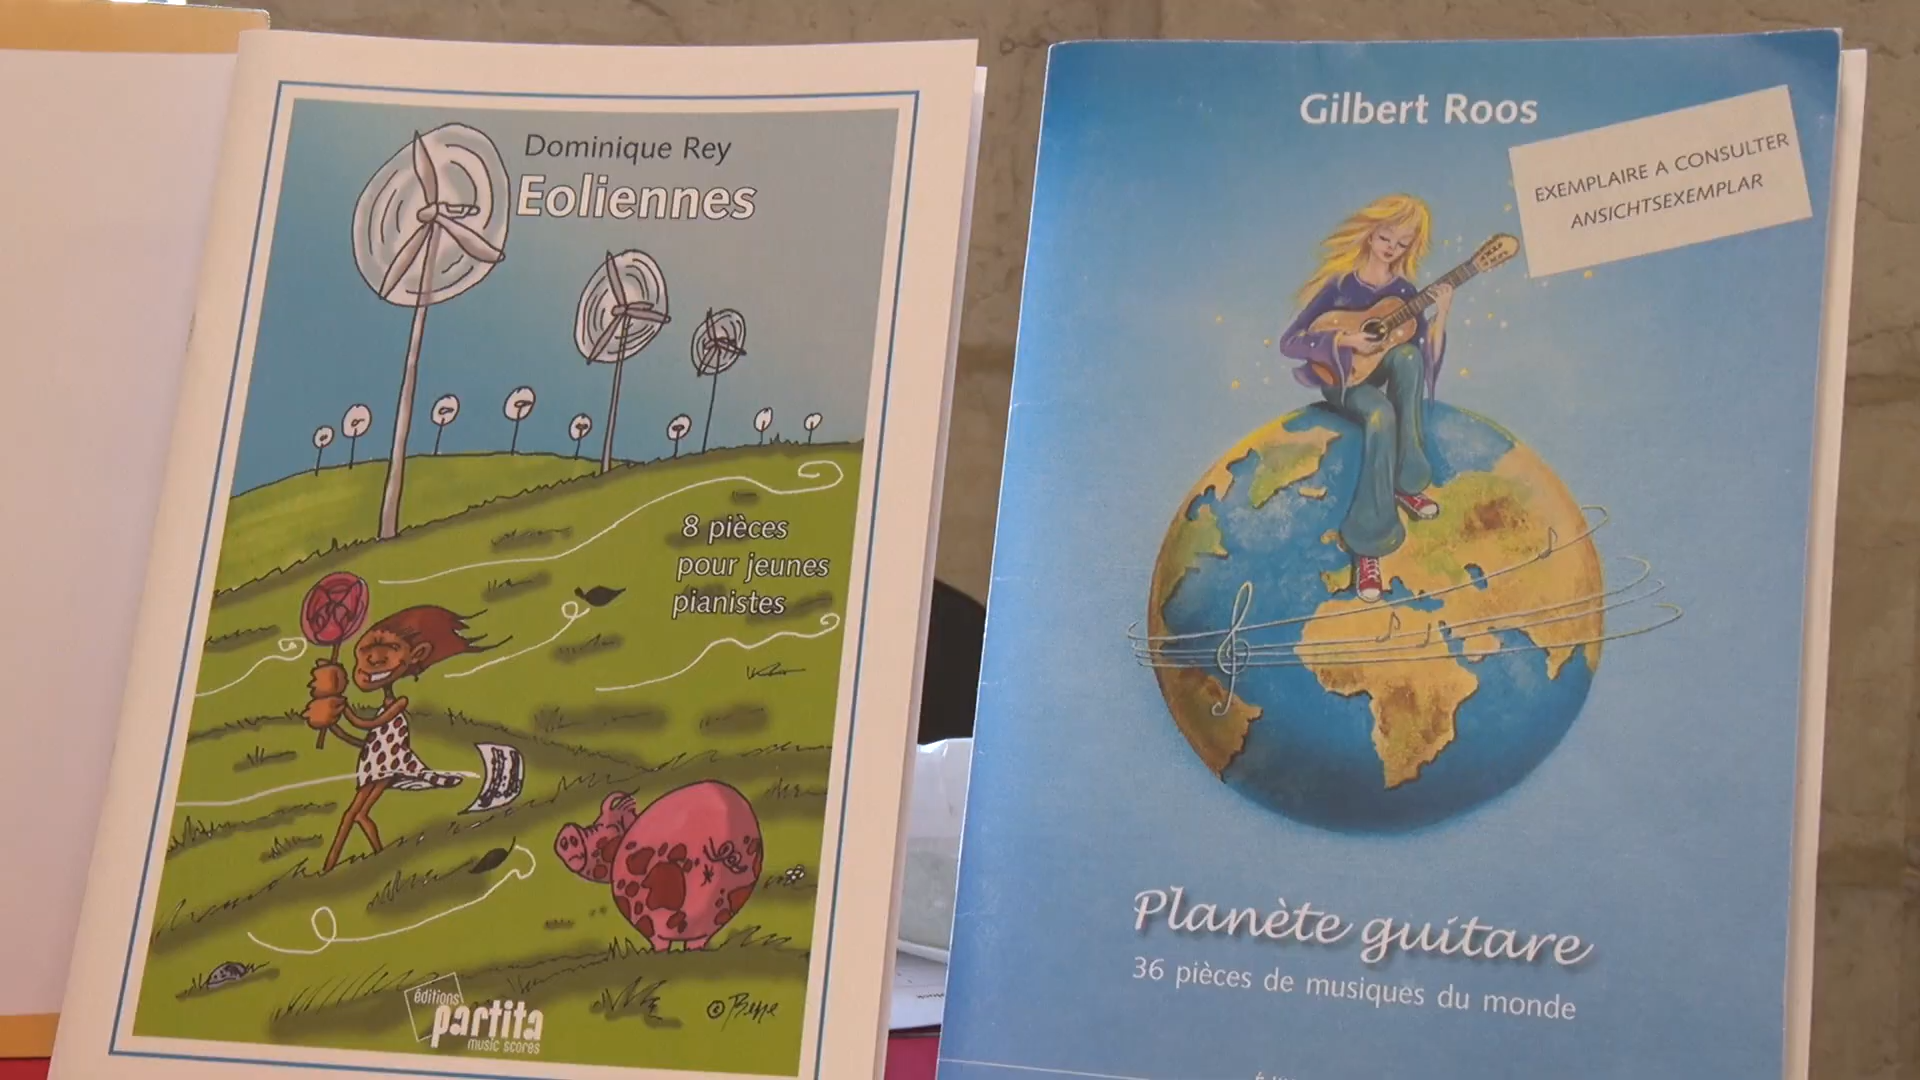 Dominique Rey
Eoliennes
8 pièces
pour jeunes
pianistes
éditions
partita
music scores
© Beppe
Gilbert Roos
EXEMPLAIRE A CONSULTER
ANSICHTSEXEMPLAR
Planète guitare
36 pièces de musiques du monde